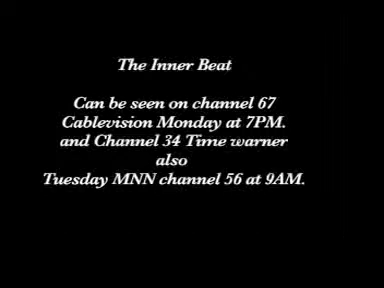 The Inner Beat
Can be seen on channel 67
Cablevision Monday at 7PM.
and Channel 34 Time warner
also
Tuesday MNN channel 56 at 9AM.